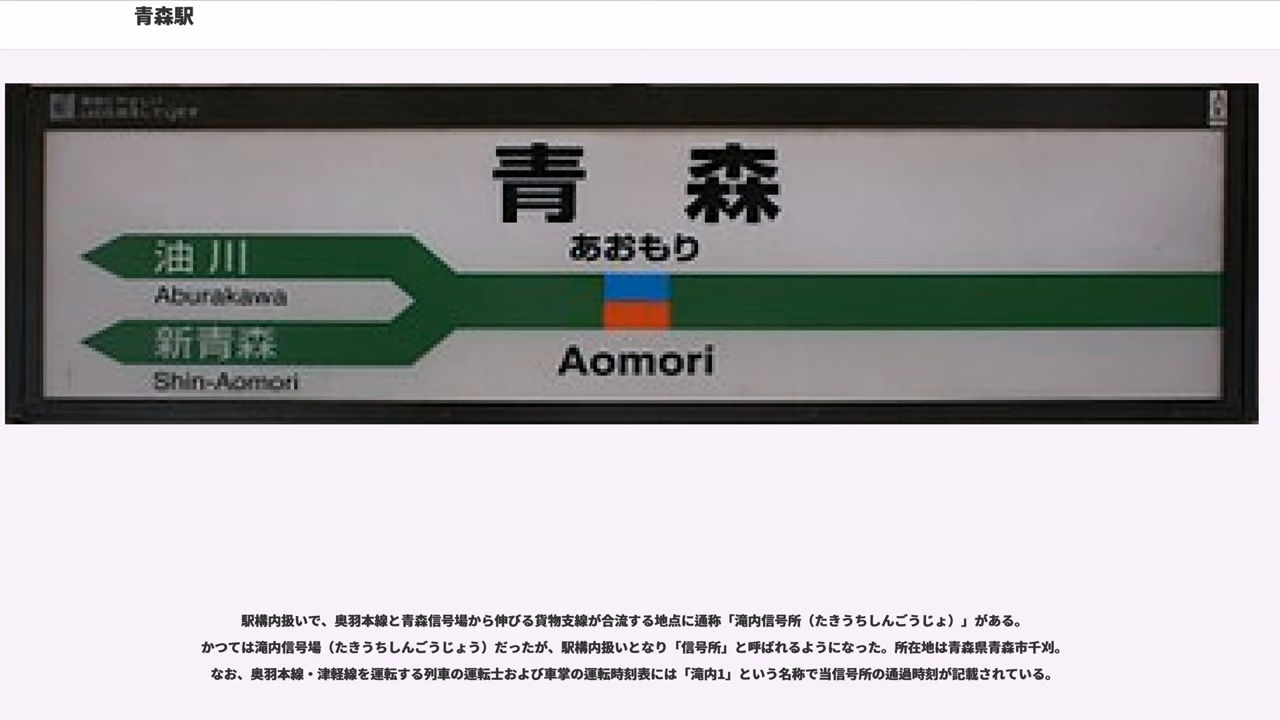 青森駅
青 森
あおもり
油川
Aburakawa
新青森
Shin-Aomori
Aomori
駅構内扱いで、奥羽本線と青森信号場から伸びる貨物支線が合流する地点に通称「滝内信号所（たきうちしんごうじょ）」がある。
かつては滝内信号場（たきうちしんごうじょう）だったが、駅構内扱いとなり「信号所」と呼ばれるようになった。所在地は青森県青森市千刈。
なお、奥羽本線・津軽線を運転する列車の運転士および車掌の運転時刻表には「滝内1」という名称で当信号所の通過時刻が記載されている。